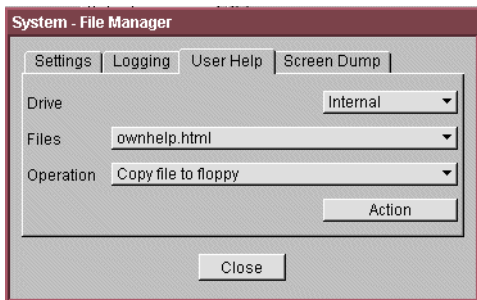 System - File Manager
Settings Logging User Help Screen Dump
Drive Internal
Files ownhelp.html
Operation Copy file to floppy
Action
Close